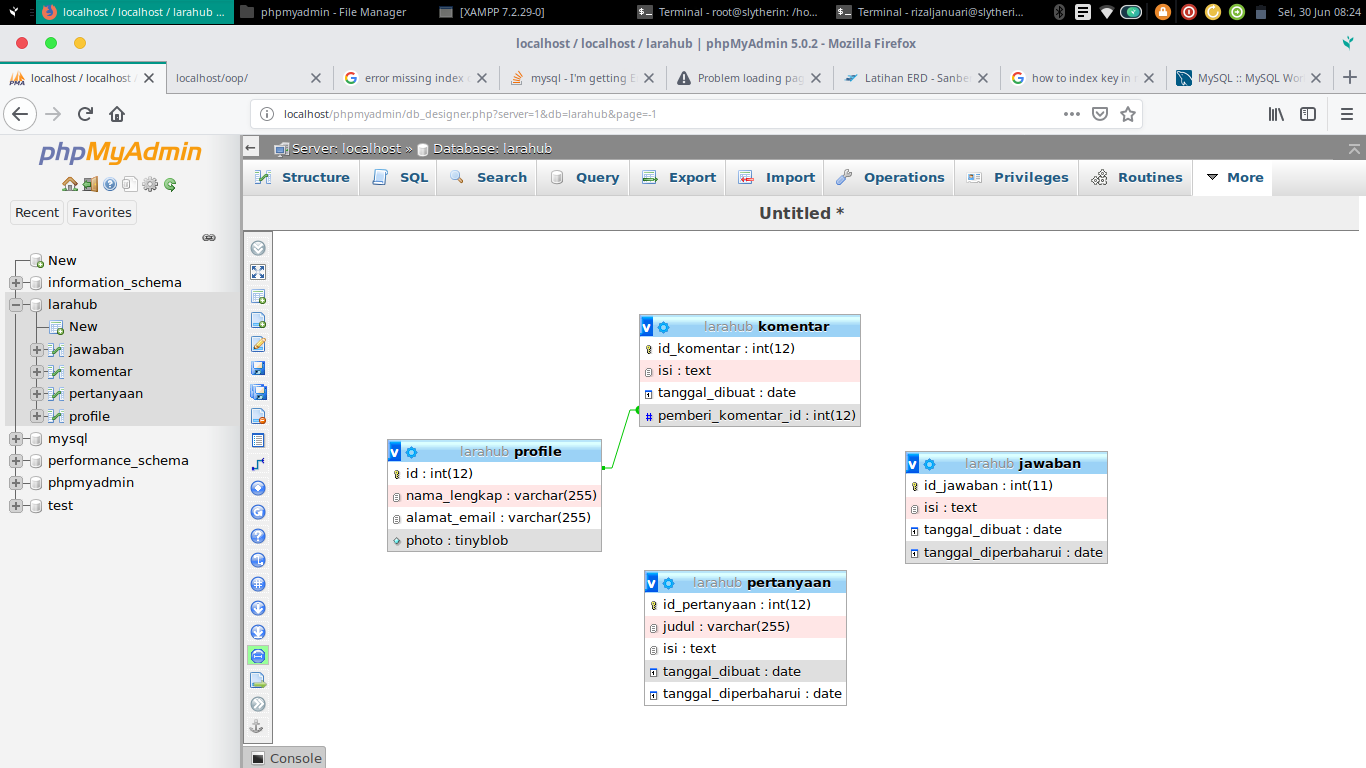 localhost / localhost / larahub ...
phpmyadmin - File Manager
[XAMPP 7.2.29-0]
Terminal - root@slytherin: /ho...
Terminal - rizaljanuari@slytheri...
Sel, 30 Jun 08:24
localhost / localhost / larahub | phpMyAdmin 5.0.2 - Mozilla Firefox
localhost / localhost /
localhost/oop/
error missing index
mysql - I'm getting E
Problem loading pag
Latihan ERD - Sanbe
how to index key in
MySQL :: MySQL Wor
localhost/phpmyadmin/db_designer.php?server=1&db=larahub&page=-1
phpMyAdmin
Recent
Favorites
New
information_schema
larahub
New
jawaban
komentar
pertanyaan
profile
mysql
performance_schema
phpmyadmin
test
Server: localhost » Database: larahub
Structure
SQL
Search
Query
Export
Import
Operations
Privileges
Routines
More
Untitled *
larahub komentar
id_komentar : int(12)
isi : text
tanggal_dibuat : date
# pemberi_komentar_id : int(12)
larahub profile
id : int(12)
nama_lengkap : varchar(255)
alamat_email : varchar(255)
photo : tinyblob
larahub jawaban
id_jawaban : int(11)
isi : text
tanggal_dibuat : date
tanggal_diperbaharui : date
larahub pertanyaan
id_pertanyaan : int(12)
judul : varchar(255)
isi : text
tanggal_dibuat : date
tanggal_diperbaharui : date
Console